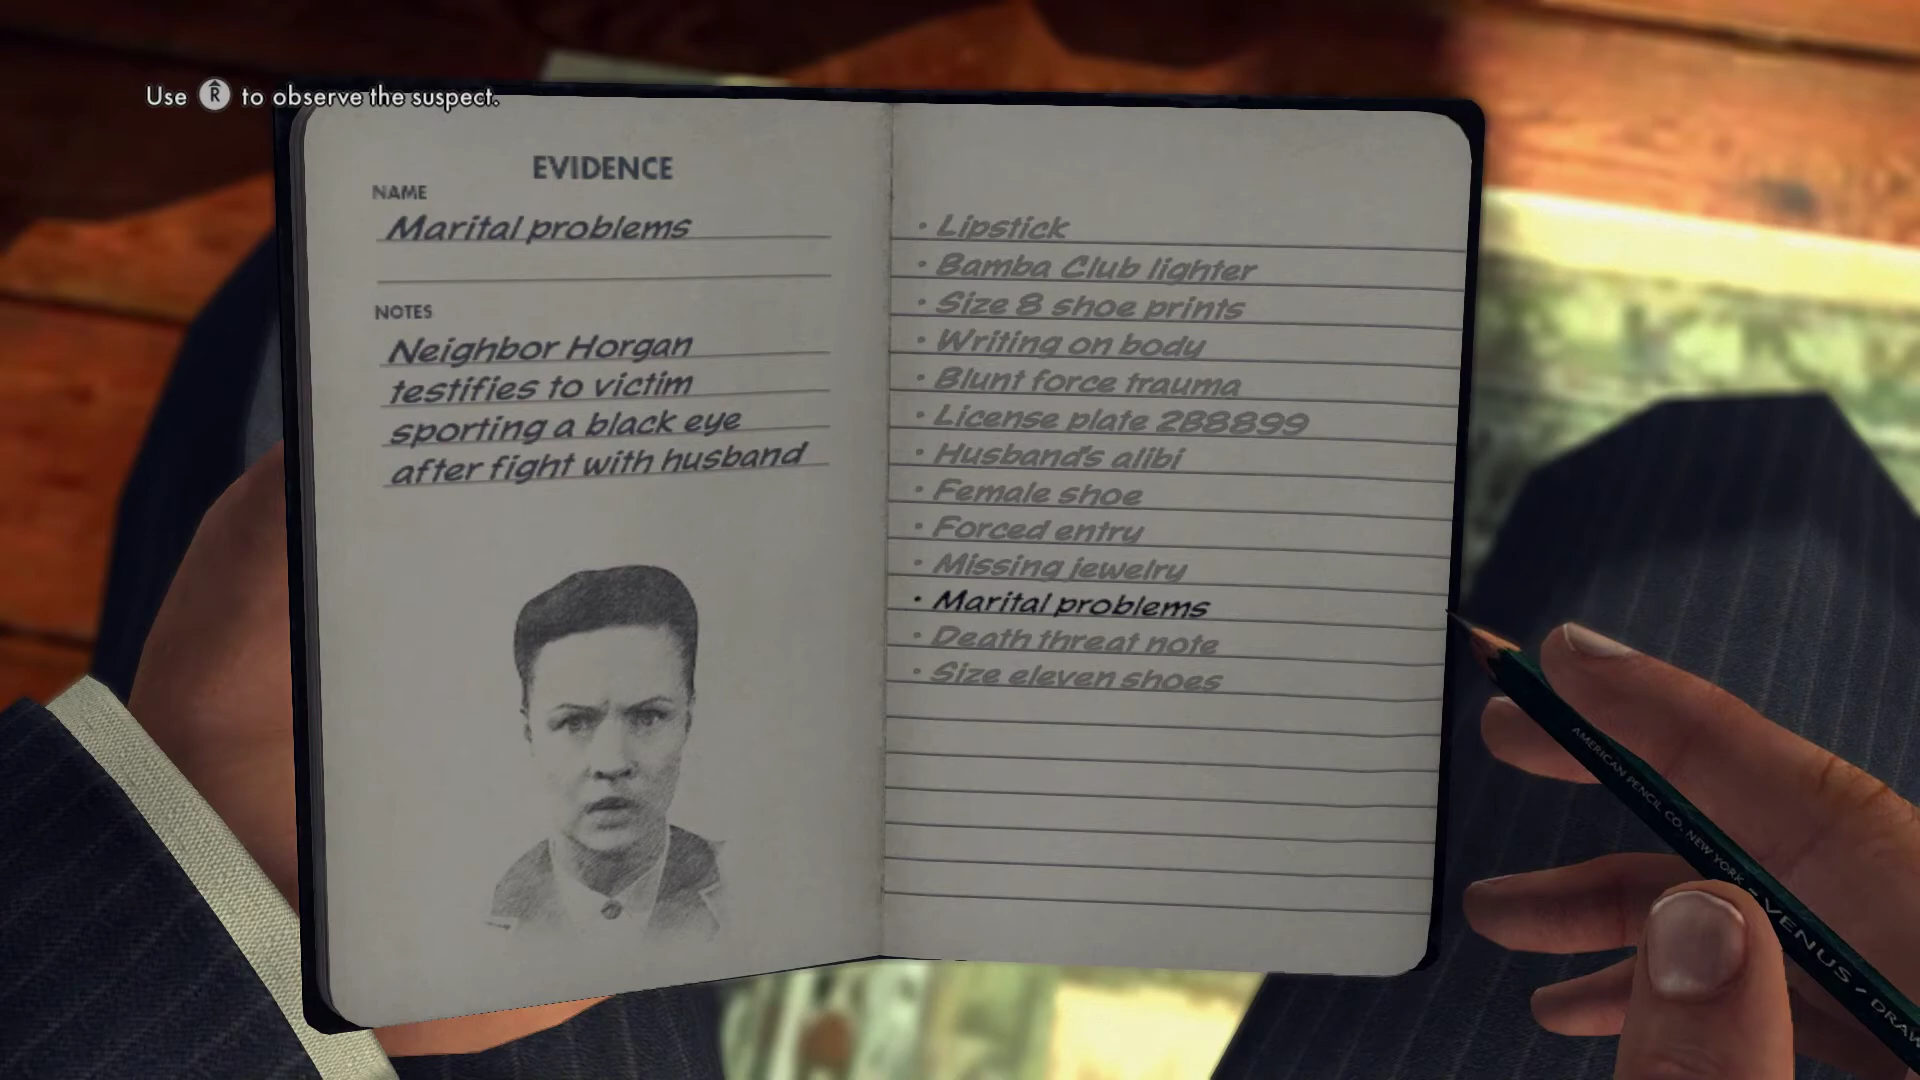 Use R to observe the suspect.
EVIDENCE
NAME
Marital problems
NOTES
Neighbor Horgan
testifies to victim
sporting a black eye
after fight with husband
• Lipstick
• Bamba Club lighter
• Size 8 shoe prints
• Writing on body
• Blunt force trauma
• License plate 2B8899
• Husband's alibi
• Female shoe
• Forced entry
• Missing jewelry
• Marital problems
• Death threat note
• Size eleven shoes
AMERICAN PENCIL CO. NEW YORK VENUS / DRAW